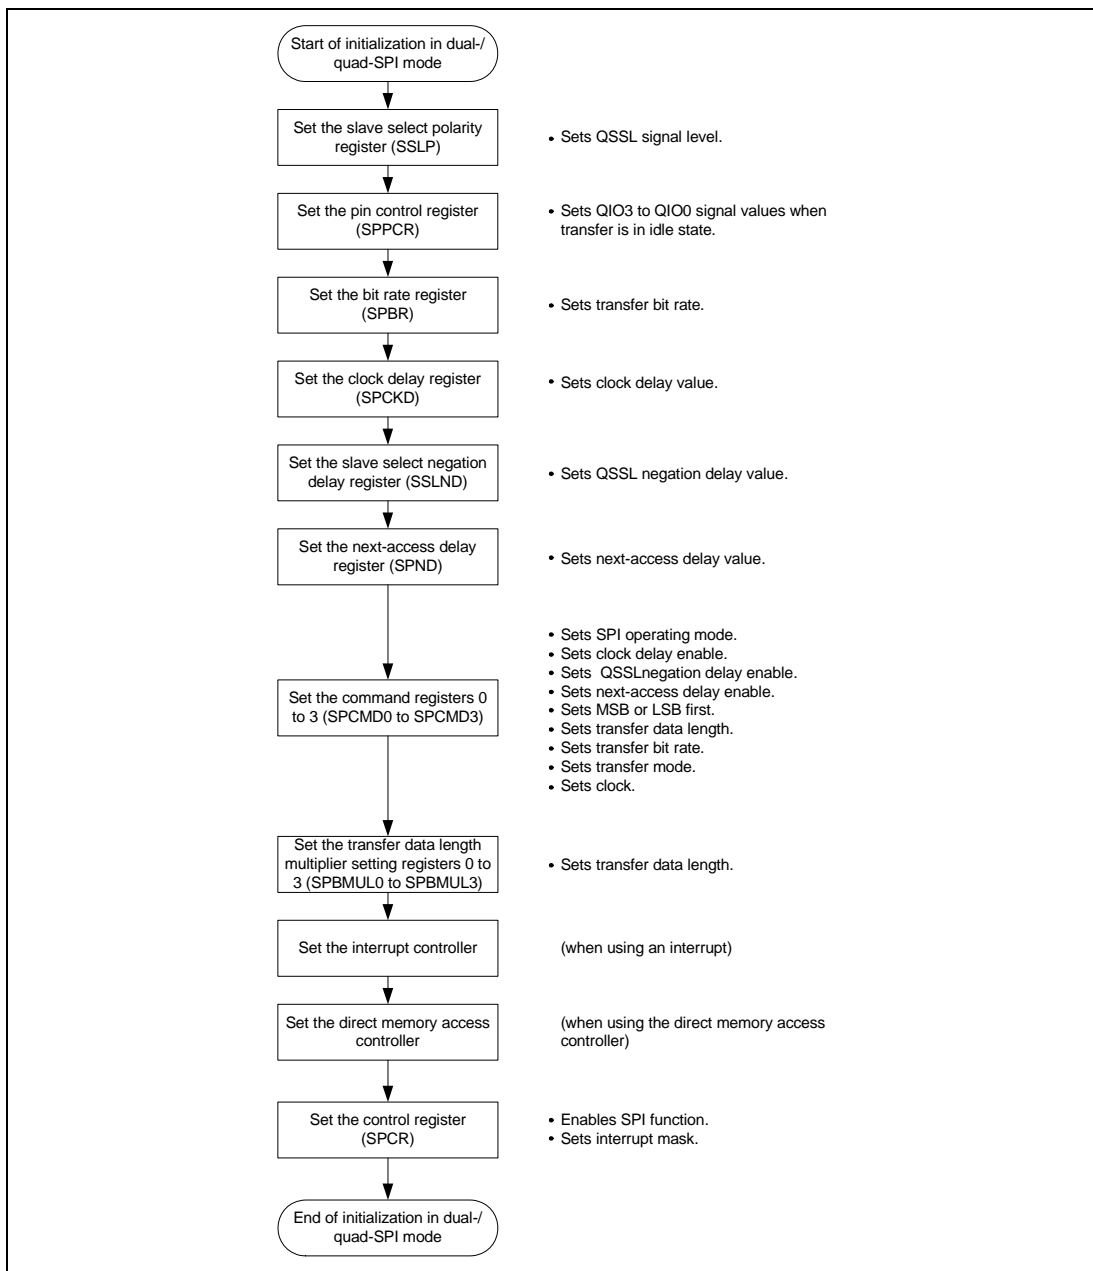 Start of initialization in dual-/
quad-SPI mode
Set the slave select polarity
register (SSLP)
• Sets QSSL signal level.
Set the pin control register
(SPPCR)
• Sets QIO3 to QIO0 signal values when
transfer is in idle state.
Set the bit rate register
(SPBR)
• Sets transfer bit rate.
Set the clock delay register
(SPCKD)
• Sets clock delay value.
Set the slave select negation
delay register (SSLND)
• Sets QSSL negation delay value.
Set the next-access delay
register (SPND)
• Sets next-access delay value.
Set the command registers 0
to 3 (SPCMD0 to SPCMD3)
• Sets SPI operating mode.
• Sets clock delay enable.
• Sets  QSSLnegation delay enable.
• Sets next-access delay enable.
• Sets MSB or LSB first.
• Sets transfer data length.
• Sets transfer bit rate.
• Sets transfer mode.
• Sets clock.
Set the transfer data length
multiplier setting registers 0 to
3 (SPBMUL0 to SPBMUL3)
• Sets transfer data length.
Set the interrupt controller
(when using an interrupt)
Set the direct memory access
controller
(when using the direct memory access
controller)
Set the control register
(SPCR)
• Enables SPI function.
• Sets interrupt mask.
End of initialization in dual-/
quad-SPI mode